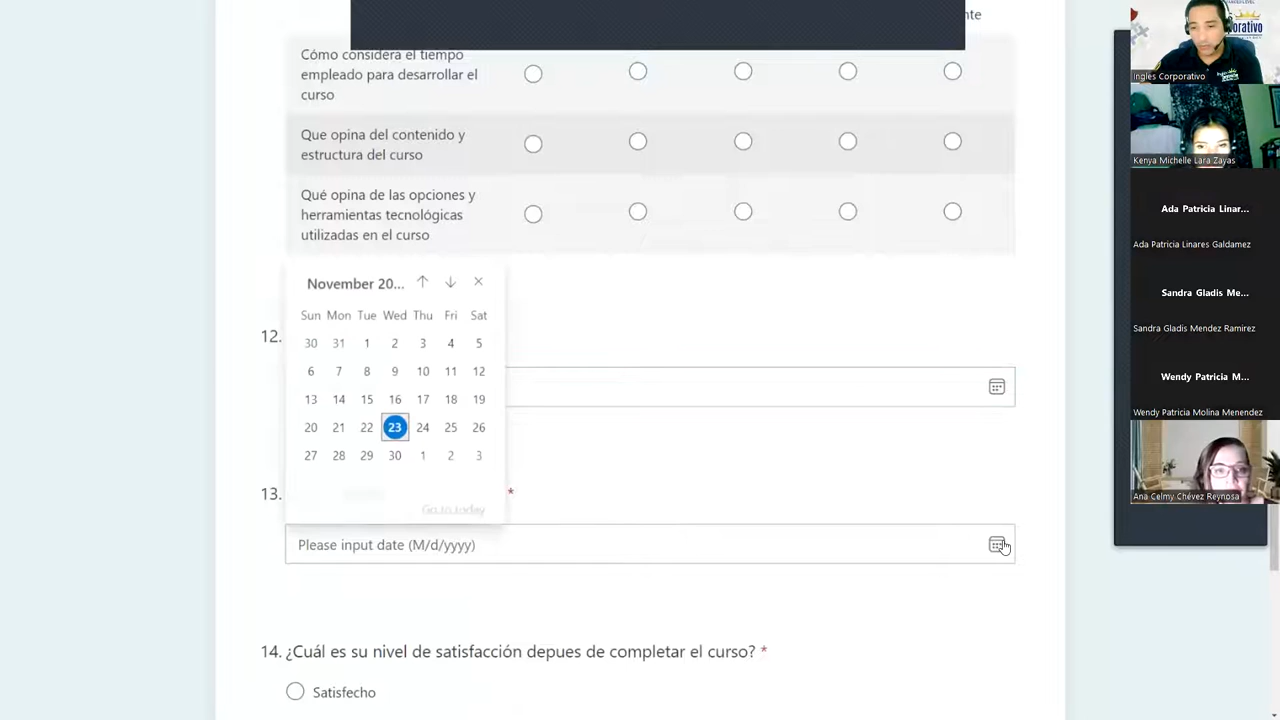 nte
Cómo considera el tiempo
empleado para desarrollar el
curso
Que opina del contenido y
estructura del curso
Qué opina de las opciones y
herramientas tecnológicas
utilizadas en el curso
November 20...
Sun Mon Tue Wed Thu Fri Sat
30 31 1 2 3 4 5
6 7 8 9 10 11 12
13 14 15 16 17 18 19
20 21 22 23 24 25 26
27 28 29 30 1 2 3
Go to today
12.
13. *
Please input date (M/d/yyyy)
14. ¿Cuál es su nivel de satisfacción depues de completar el curso? *
Satisfecho
orativo
Ingles Corporativo
Kenya Michelle Lara Zayas
Ada Patricia Linar...
Ada Patricia Linares Galdamez
Sandra Gladis Me...
Sandra Gladis Mendez Ramirez
Wendy Patricia M...
Wendy Patricia Molina Menendez
Ana Celmy Chévez Reynosa